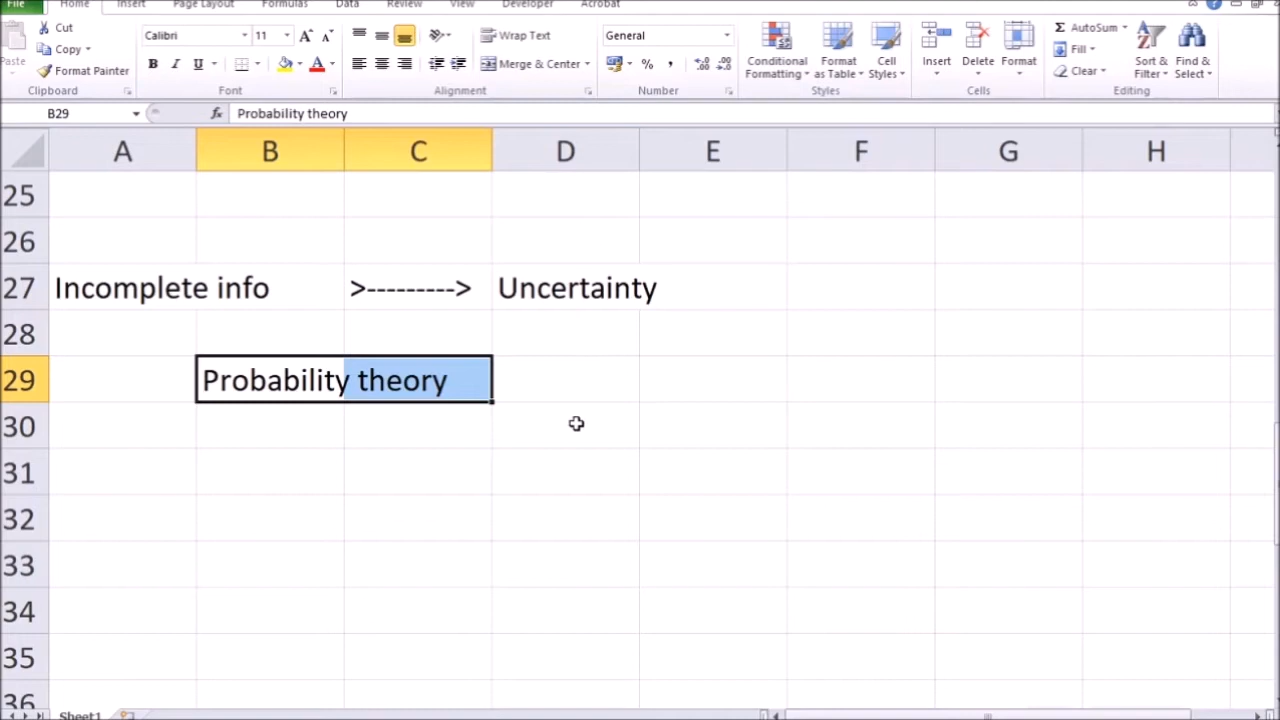 File Home Insert Page Layout Formulas Data Review View Developer Acrobat
Cut Calibri 11 Wrap Text General AutoSum
Copy Fill
Paste Format Painter B I U A Merge & Center % , Conditional Formatting Format as Table Cell Styles Insert Delete Format Clear Sort & Filter Find & Select
Clipboard Font Alignment Number Styles Cells Editing
B29 fx Probability theory
A B C D E F G H
25
26
27 Incomplete info >---------> Uncertainty
28
29 Probability theory
30
31
32
33
34
35
36
Sheet1